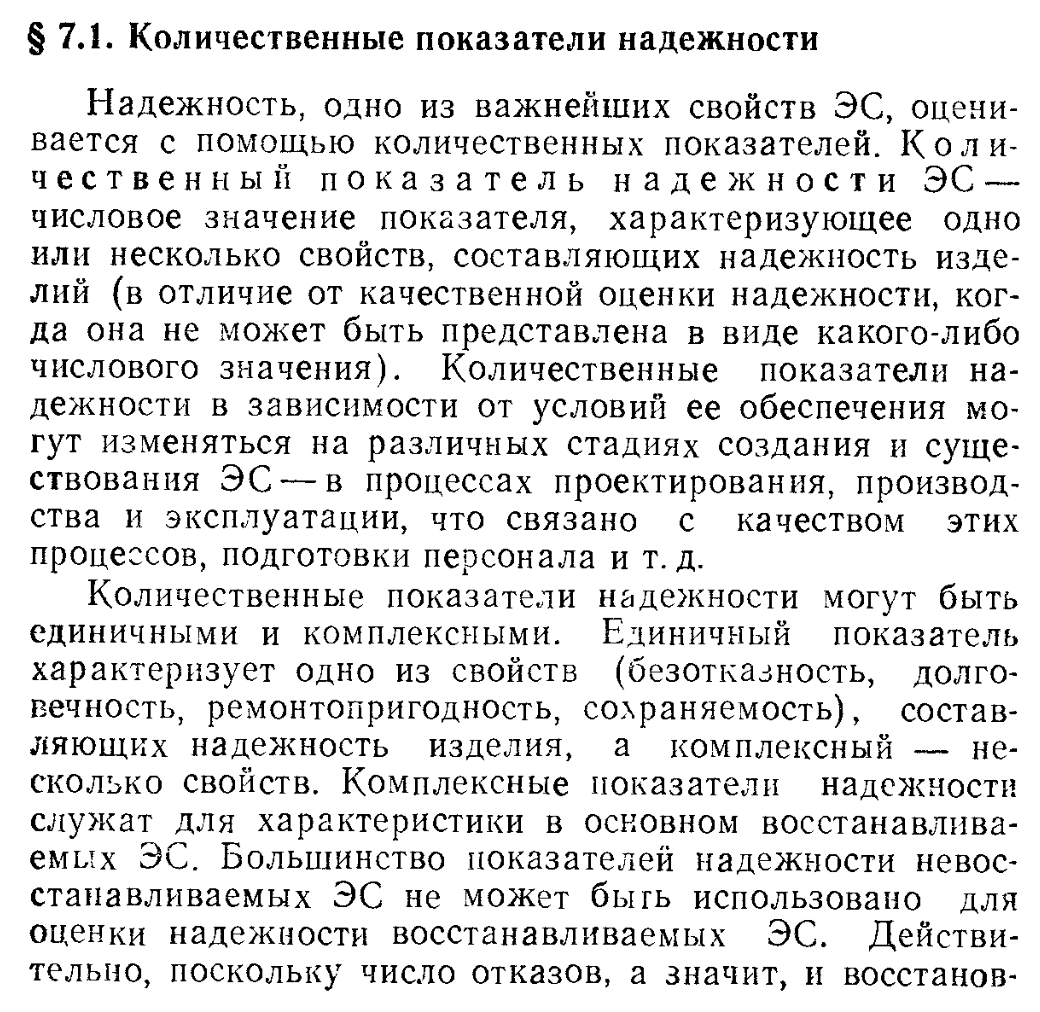 § 7.1. Количественные показатели надежности
Надежность, одно из важнейших свойств ЭС, оцени-
вается с помощью количественных показателей. Коли-
чественный показатель надежности ЭС —
числовое значение показателя, характеризующее одно
или несколько свойств, составляющих надежность изде-
лий (в отличие от качественной оценки надежности, ког-
да она не может быть представлена в виде какого-либо
числового значения). Количественные показатели на-
дежности в зависимости от условий ее обеспечения мо-
гут изменяться на различных стадиях создания и суще-
ствования ЭС — в процессах проектирования, производ-
ства и эксплуатации, что связано с качеством этих
процессов, подготовки персонала и т. д.
Количественные показатели надежности могут быть
единичными и комплексными. Единичный показатель
характеризует одно из свойств (безотказность, долго-
вечность, ремонтопригодность, сохраняемость), состав-
ляющих надежность изделия, а комплексный — не-
сколько свойств. Комплексные показатели надежности
служат для характеристики в основном восстанавлива-
емых ЭС. Большинство показателей надежности невос-
станавливаемых ЭС не может быть использовано для
оценки надежности восстанавливаемых ЭС. Действи-
тельно, поскольку число отказов, а значит, и восстанов-